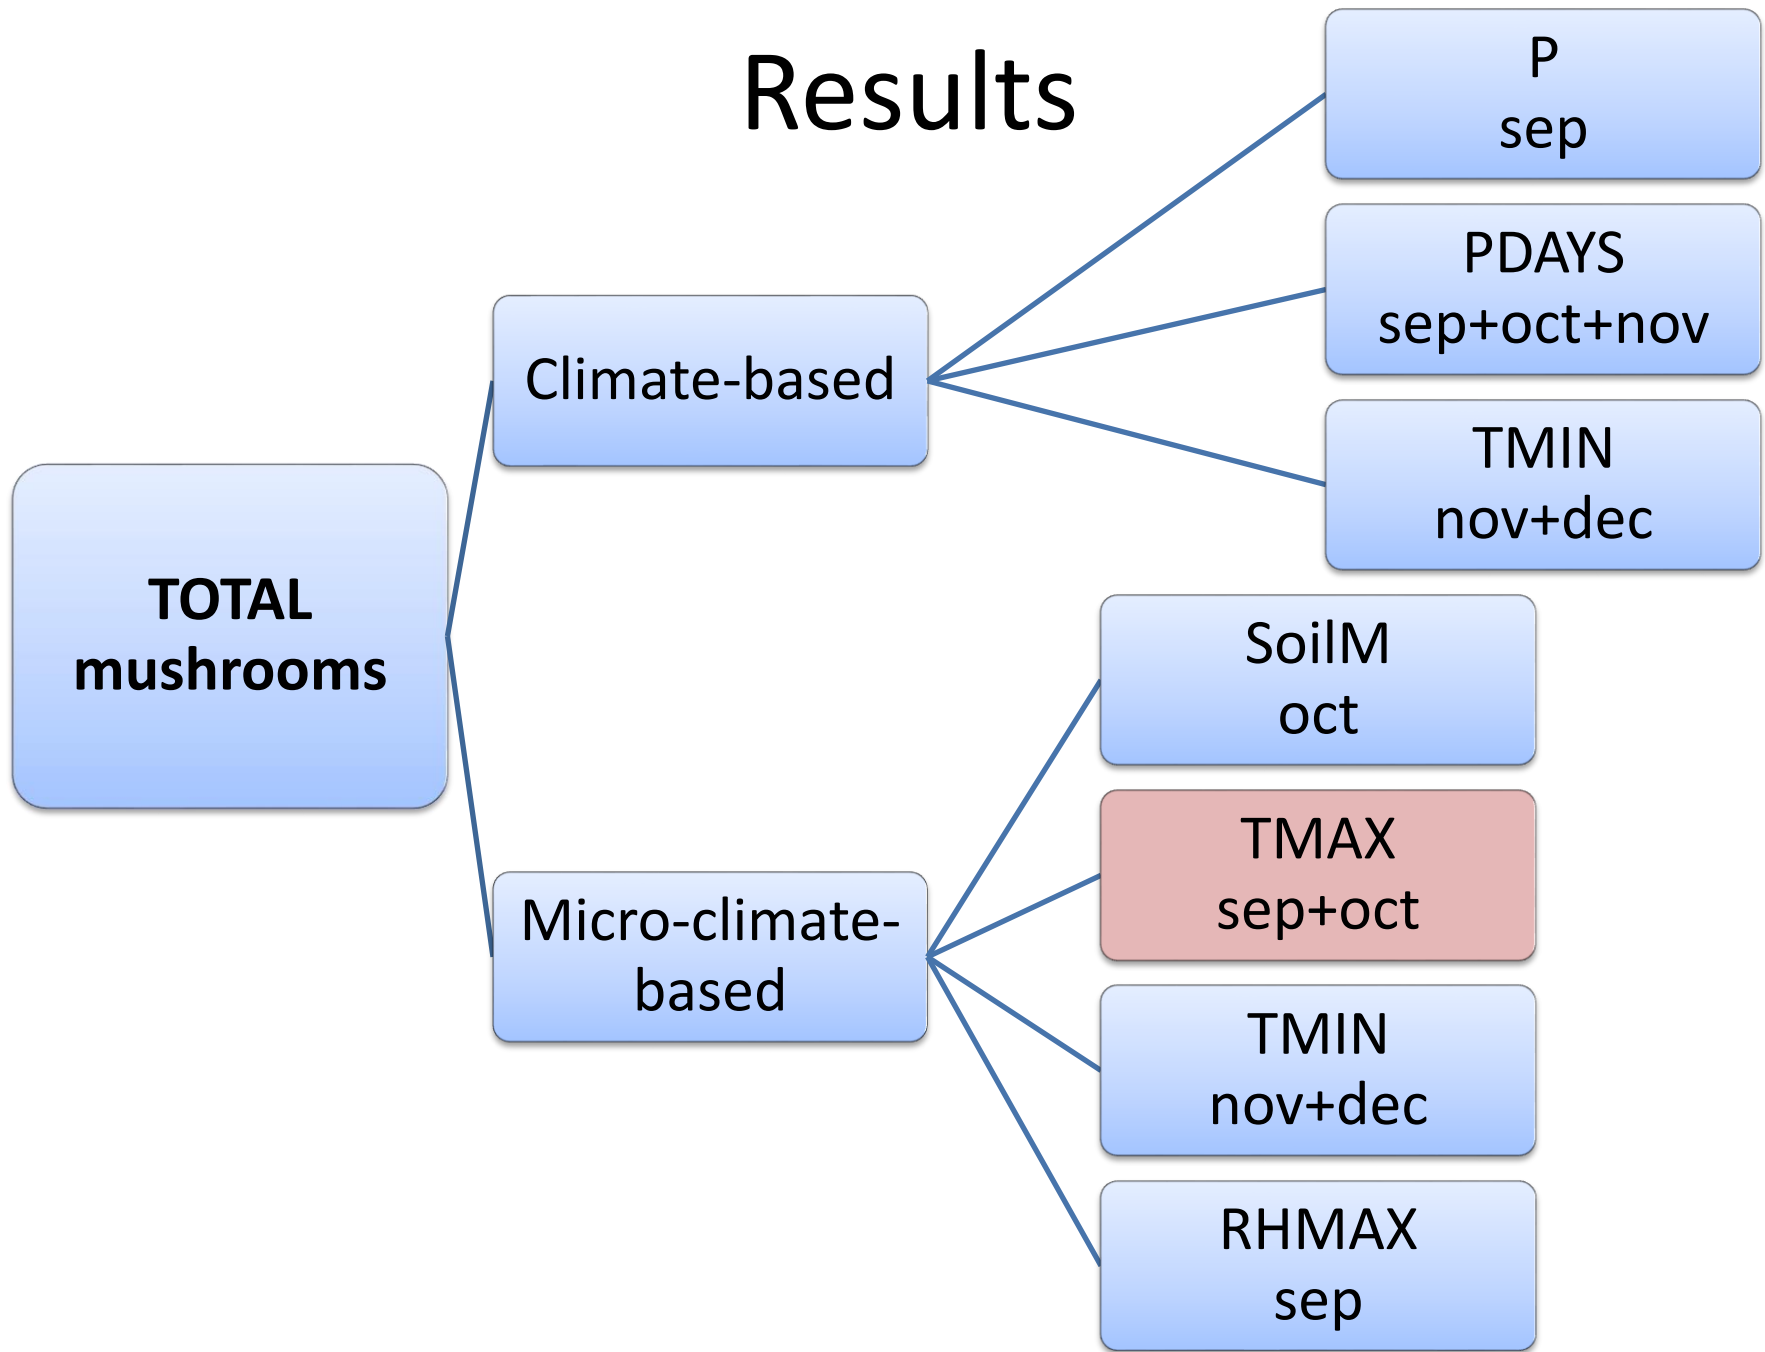 Results
TOTAL
mushrooms
Climate-based
P
sep
PDAYS
sep+oct+nov
TMIN
nov+dec
Micro-climate-
based
SoilM
oct
TMAX
sep+oct
TMIN
nov+dec
RHMAX
sep